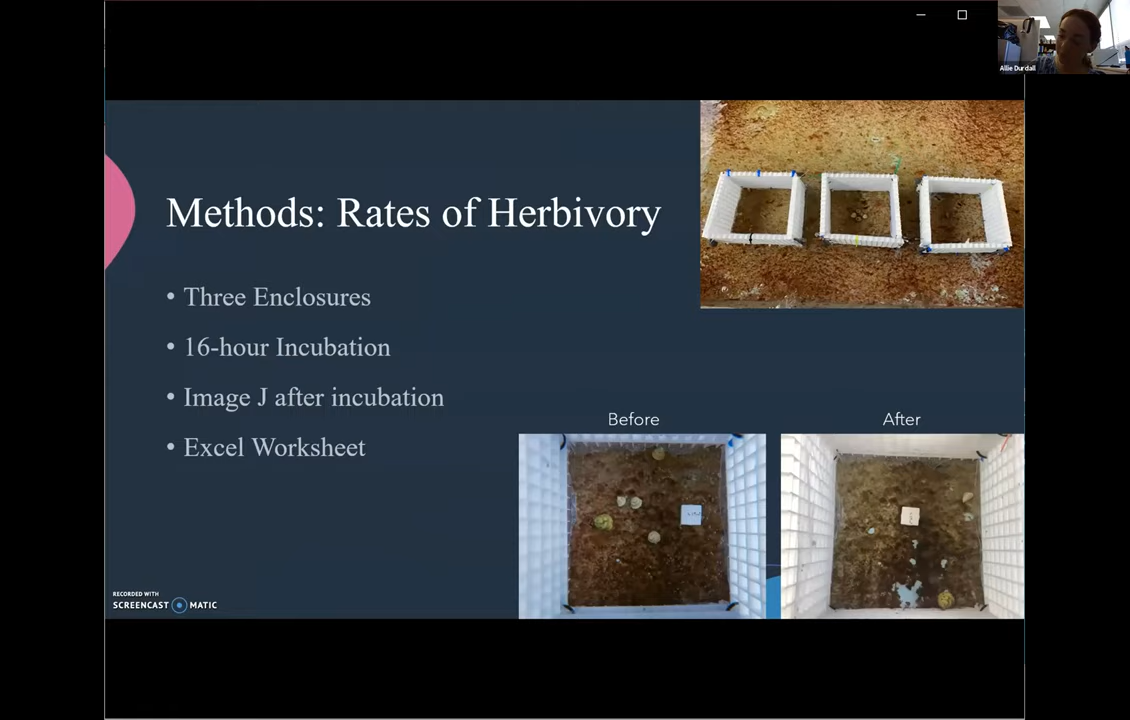 Allie Durdall
Methods: Rates of Herbivory
• Three Enclosures
• 16-hour Incubation
• Image J after incubation
• Excel Worksheet
Before
After
RECORDED WITH
SCREENCAST MATIC